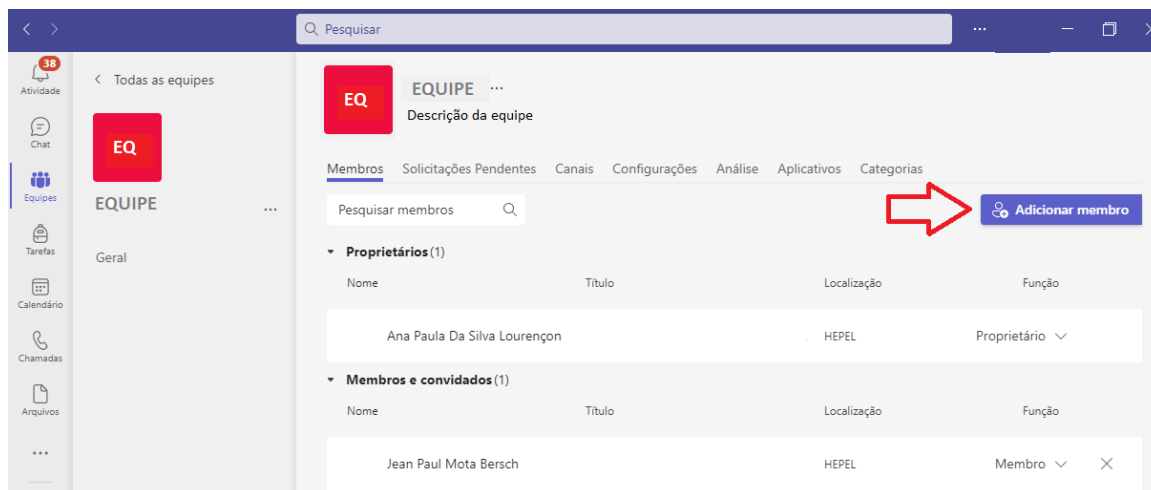 Pesquisar
38
Atividade
Chat
Equipes
Tarefas
Calendário
Chamadas
Arquivos
Todas as equipes
EQ
EQUIPE
Geral
EQ
EQUIPE
Descrição da equipe
Membros Solicitações Pendentes Canais Configurações Análise Aplicativos Categorias
Pesquisar membros
Adicionar membro
Proprietários (1)
Nome Título Localização Função
Ana Paula Da Silva Lourençon HEPEL Proprietário
Membros e convidados (1)
Nome Título Localização Função
Jean Paul Mota Bersch HEPEL Membro